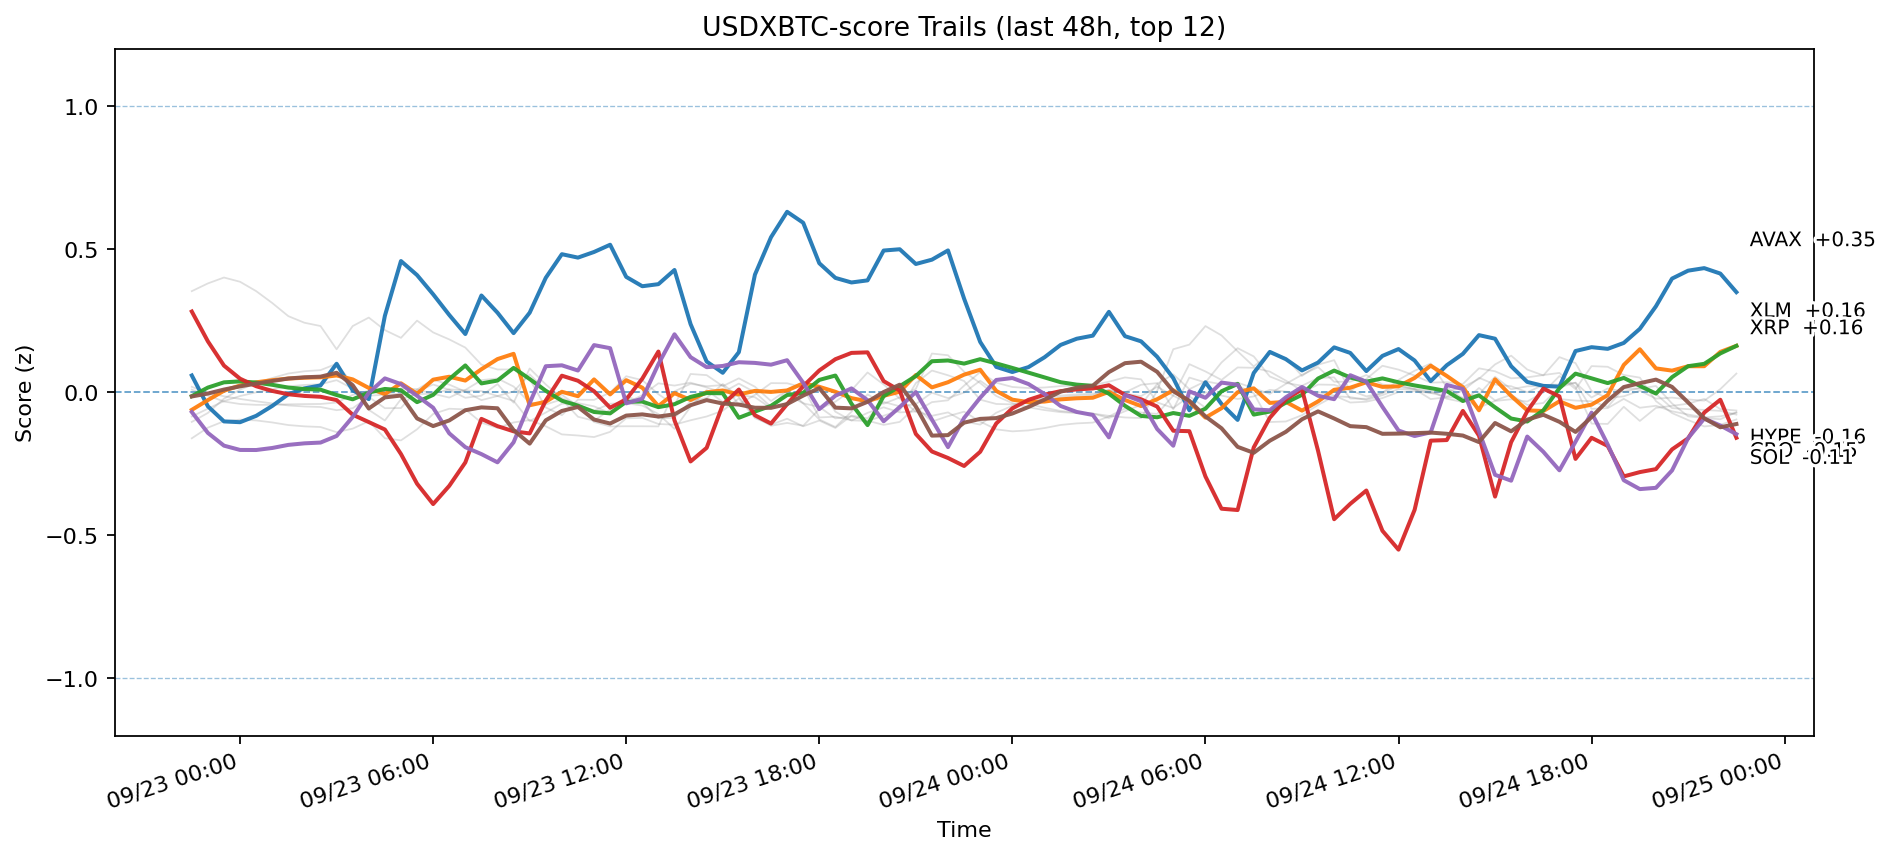 USDXBTC-score Trails (last 48h, top 12)
Score (z)
1.0
0.5
0.0
−0.5
−1.0
AVAX +0.35
XLM +0.16
XRP +0.16
HYPE -0.16
SOL -0.11
09/23 00:00
09/23 06:00
09/23 12:00
09/23 18:00
09/24 00:00
09/24 06:00
09/24 12:00
09/24 18:00
09/25 00:00
Time